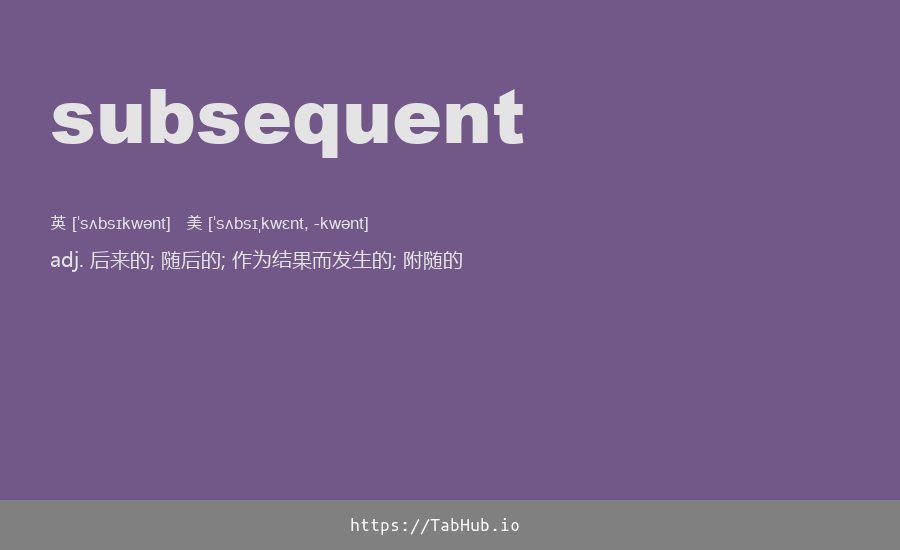 subsequent
英 [ˈsʌbsɪkwənt] 美 [ˈsʌbsɪˌkwɛnt, -kwənt]
adj. 后来的; 随后的; 作为结果而发生的; 附随的
https://TabHub.io